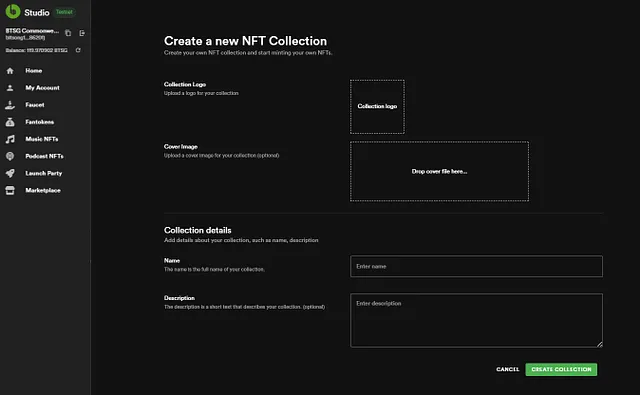 Studio Testnet
BTSG Commonwe...
bitsong1...8620fj
Balance: 119.970902 BTSG
Home
My Account
Faucet
Fantokens
Music NFTs
Podcast NFTs
Launch Party
Marketplace
Create a new NFT Collection
Create your own NFT collection and start minting your own NFTs.
Collection Logo
Upload a logo for your collection
Collection logo
Cover Image
Upload a cover image for your collection (optional)
Drop cover file here...
Collection details
Add details about your collection, such as name, description
Name
The name is the full name of your collection.
Enter name
Description
The description is a short text that describes your collection. (optional)
Enter description
CANCEL
CREATE COLLECTION